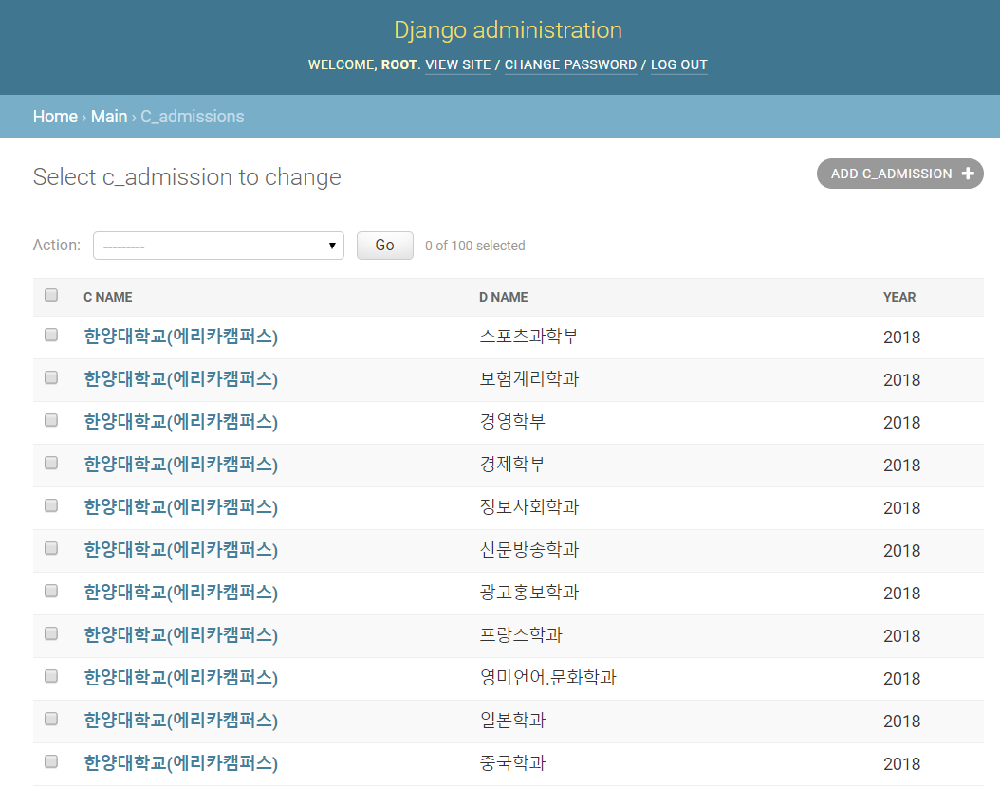 Django administration
WELCOME, ROOT. VIEW SITE / CHANGE PASSWORD / LOG OUT
Home › Main › C_admissions
Select c_admission to change
ADD C_ADMISSION +
Action: --------- Go 0 of 100 selected
C NAME D NAME YEAR
한양대학교(에리카캠퍼스) 스포츠과학부 2018
한양대학교(에리카캠퍼스) 보험계리학과 2018
한양대학교(에리카캠퍼스) 경영학부 2018
한양대학교(에리카캠퍼스) 경제학부 2018
한양대학교(에리카캠퍼스) 정보사회학과 2018
한양대학교(에리카캠퍼스) 신문방송학과 2018
한양대학교(에리카캠퍼스) 광고홍보학과 2018
한양대학교(에리카캠퍼스) 프랑스학과 2018
한양대학교(에리카캠퍼스) 영미언어.문화학과 2018
한양대학교(에리카캠퍼스) 일본학과 2018
한양대학교(에리카캠퍼스) 중국학과 2018